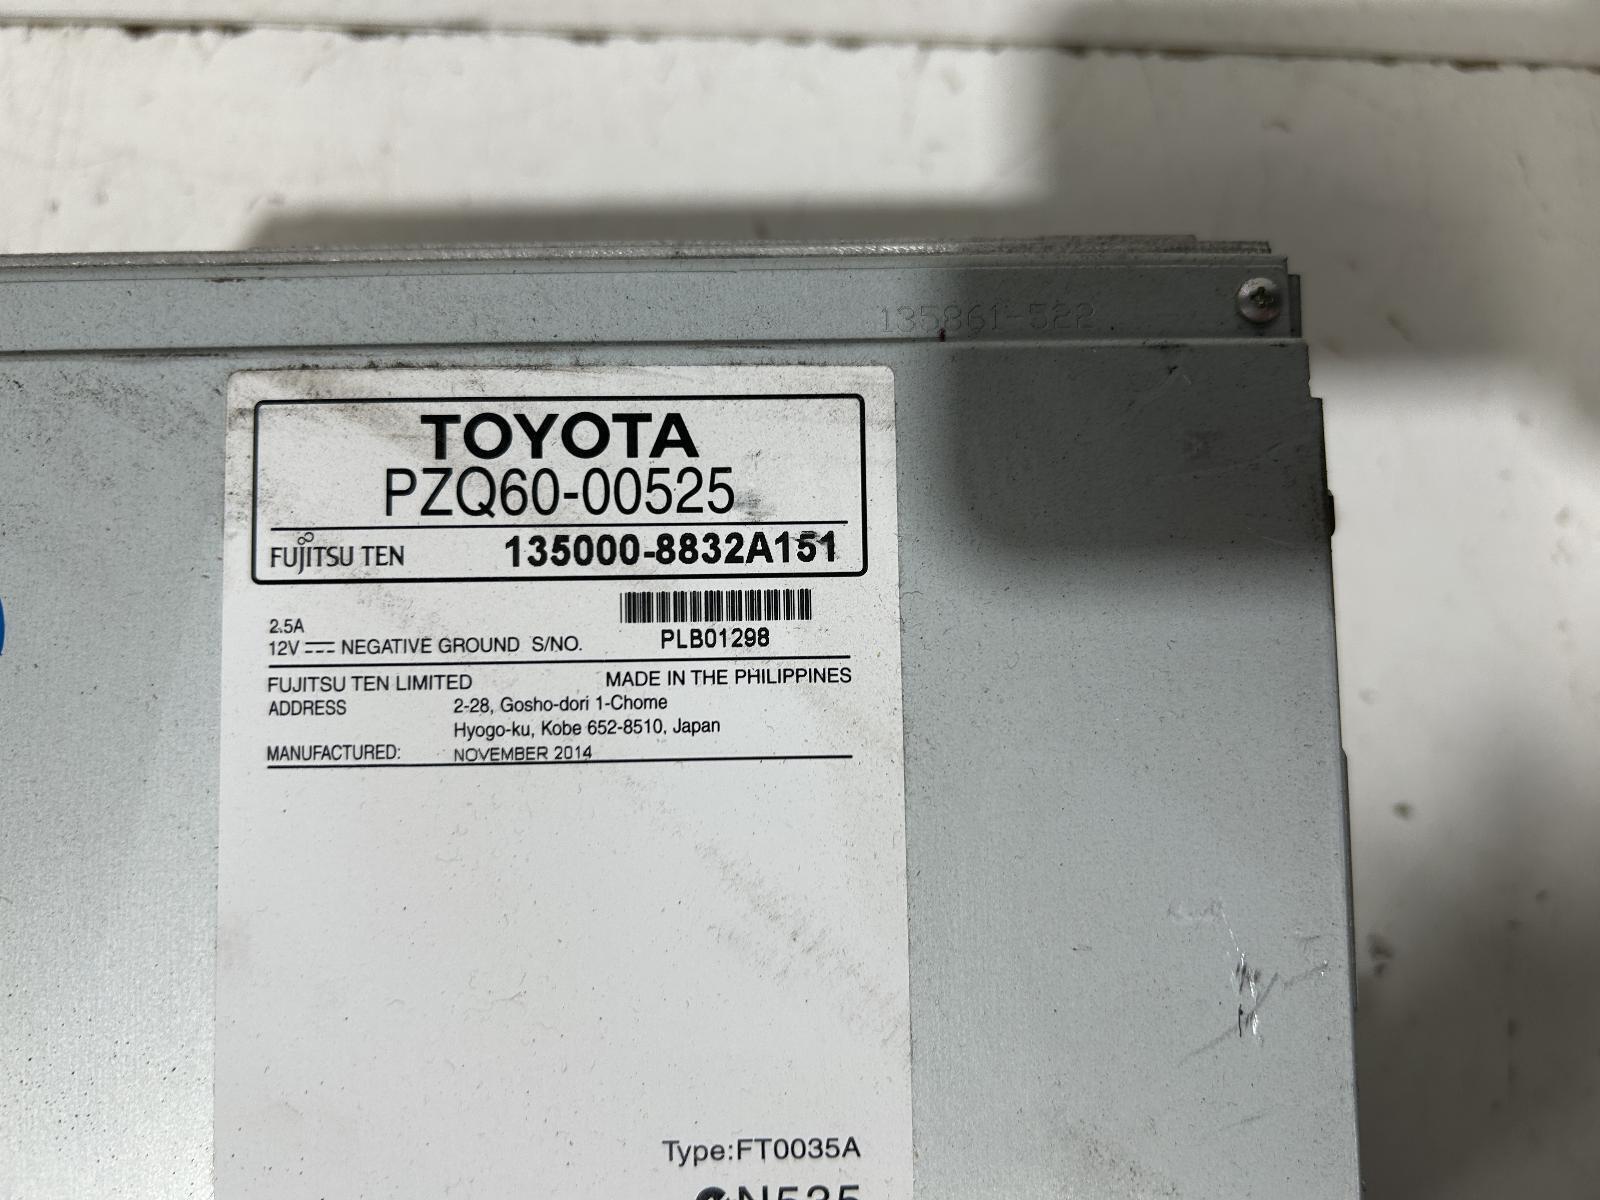 135861-522
TOYOTA
PZQ60-00525
FUJITSU TEN 135000-8832A151
2.5A
12V NEGATIVE GROUND S/NO. PLB01298
FUJITSU TEN LIMITED MADE IN THE PHILIPPINES
ADDRESS 2-28, Gosho-dori 1-Chome
Hyogo-ku, Kobe 652-8510, Japan
MANUFACTURED: NOVEMBER 2014
Type:FT0035A
N535